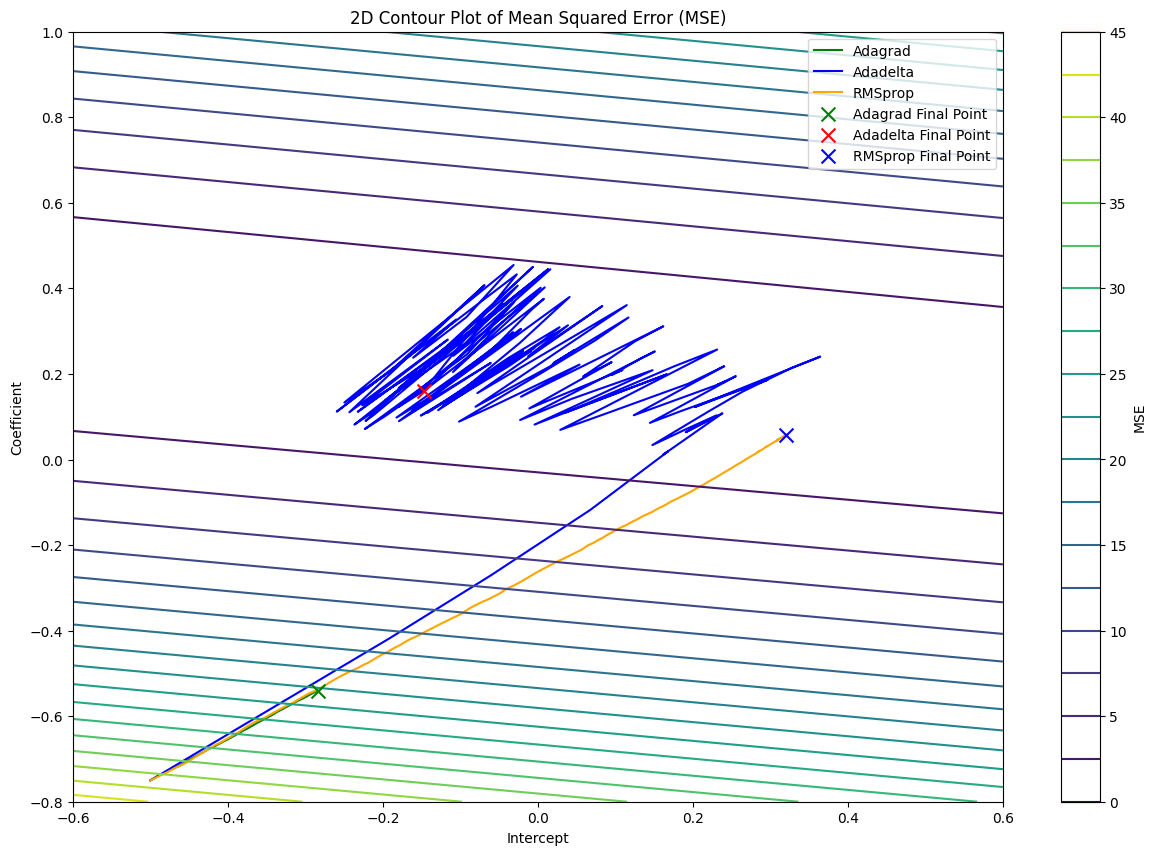 2D Contour Plot of Mean Squared Error (MSE)
Adagrad
Adadelta
RMSprop
Adagrad Final Point
Adadelta Final Point
RMSprop Final Point
Coefficient
1.0
0.8
0.6
0.4
0.2
0.0
−0.2
−0.4
−0.6
−0.8
−0.6
−0.4
−0.2
0.0
0.2
0.4
0.6
Intercept
45
40
35
30
25
20
15
10
5
0
MSE